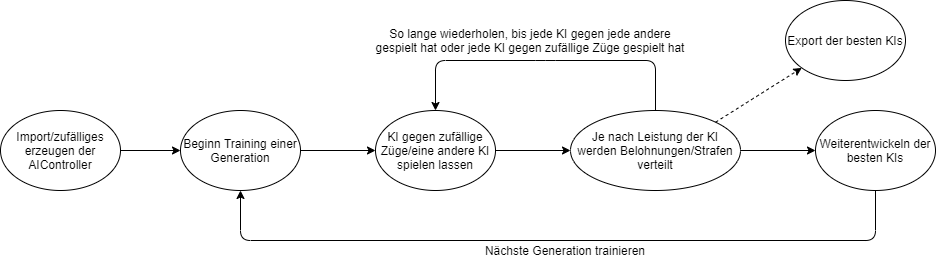 So lange wiederholen, bis jede KI gegen jede andere
gespielt hat oder jede KI gegen zufällige Züge gespielt hat
Export der besten KIs
Import/zufälliges
erzeugen der
AIController
Beginn Training einer
Generation
KI gegen zufällige
Züge/eine andere KI
spielen lassen
Je nach Leistung der KI
werden Belohnungen/Strafen
verteilt
Weiterentwickeln der
besten KIs
Nächste Generation trainieren